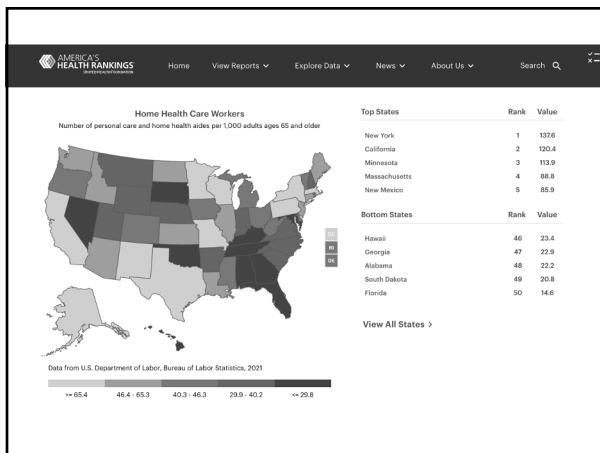 AMERICA'S
HEALTH RANKINGS
UNITED HEALTH FOUNDATION
Home View Reports Explore Data News About Us Search
Home Health Care Workers
Number of personal care and home health aides per 1,000 adults ages 65 and older
DC
RI
DE
Data from U.S. Department of Labor, Bureau of Labor Statistics, 2021
>= 65.4 46.4 - 65.3 40.3 - 46.3 29.9 - 40.2 <= 29.8
Top States Rank Value
New York 1 137.6
California 2 120.4
Minnesota 3 113.9
Massachusetts 4 88.8
New Mexico 5 85.9
Bottom States Rank Value
Hawaii 46 23.4
Georgia 47 22.9
Alabama 48 22.2
South Dakota 49 20.8
Florida 50 14.6
View All States >